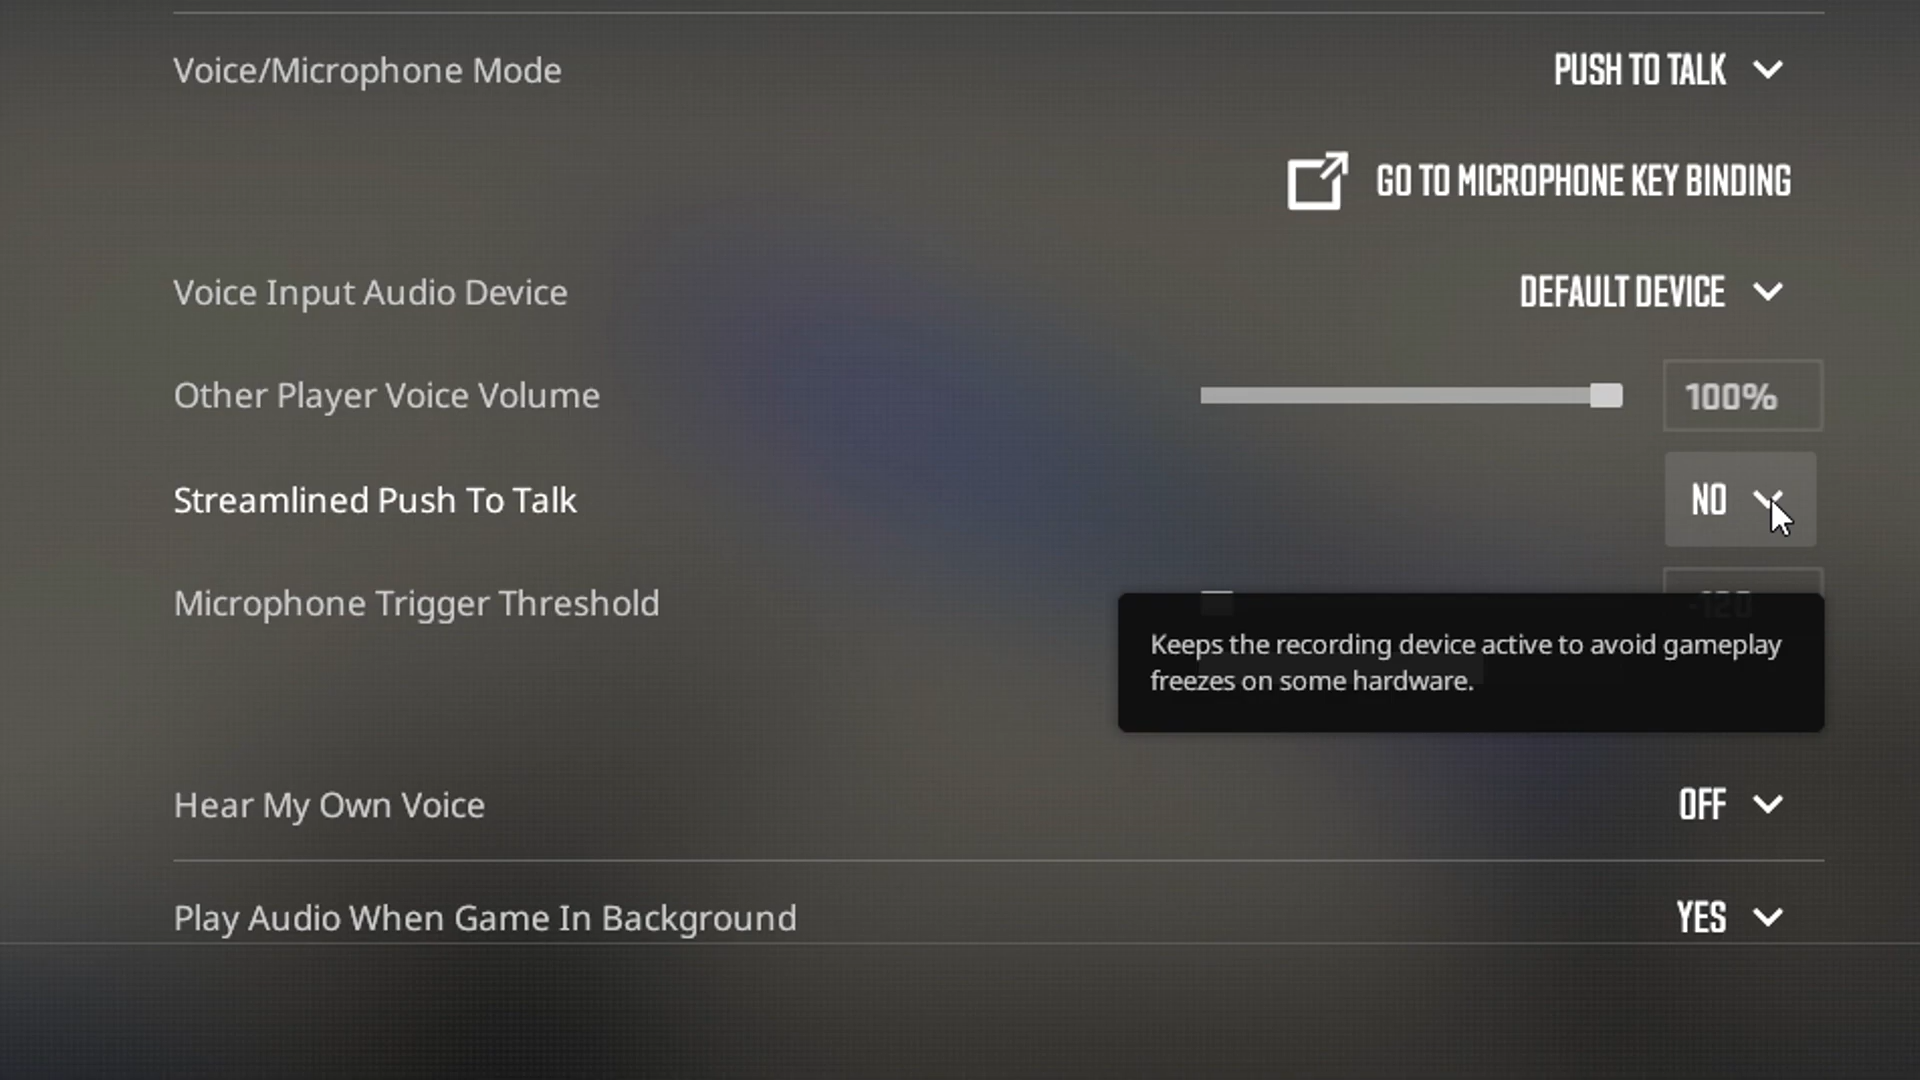 Voice/Microphone Mode PUSH TO TALK
GO TO MICROPHONE KEY BINDING
Voice Input Audio Device DEFAULT DEVICE
Other Player Voice Volume 100%
Streamlined Push To Talk NO
Microphone Trigger Threshold -120
Keeps the recording device active to avoid gameplay
freezes on some hardware.
Hear My Own Voice OFF
Play Audio When Game In Background YES